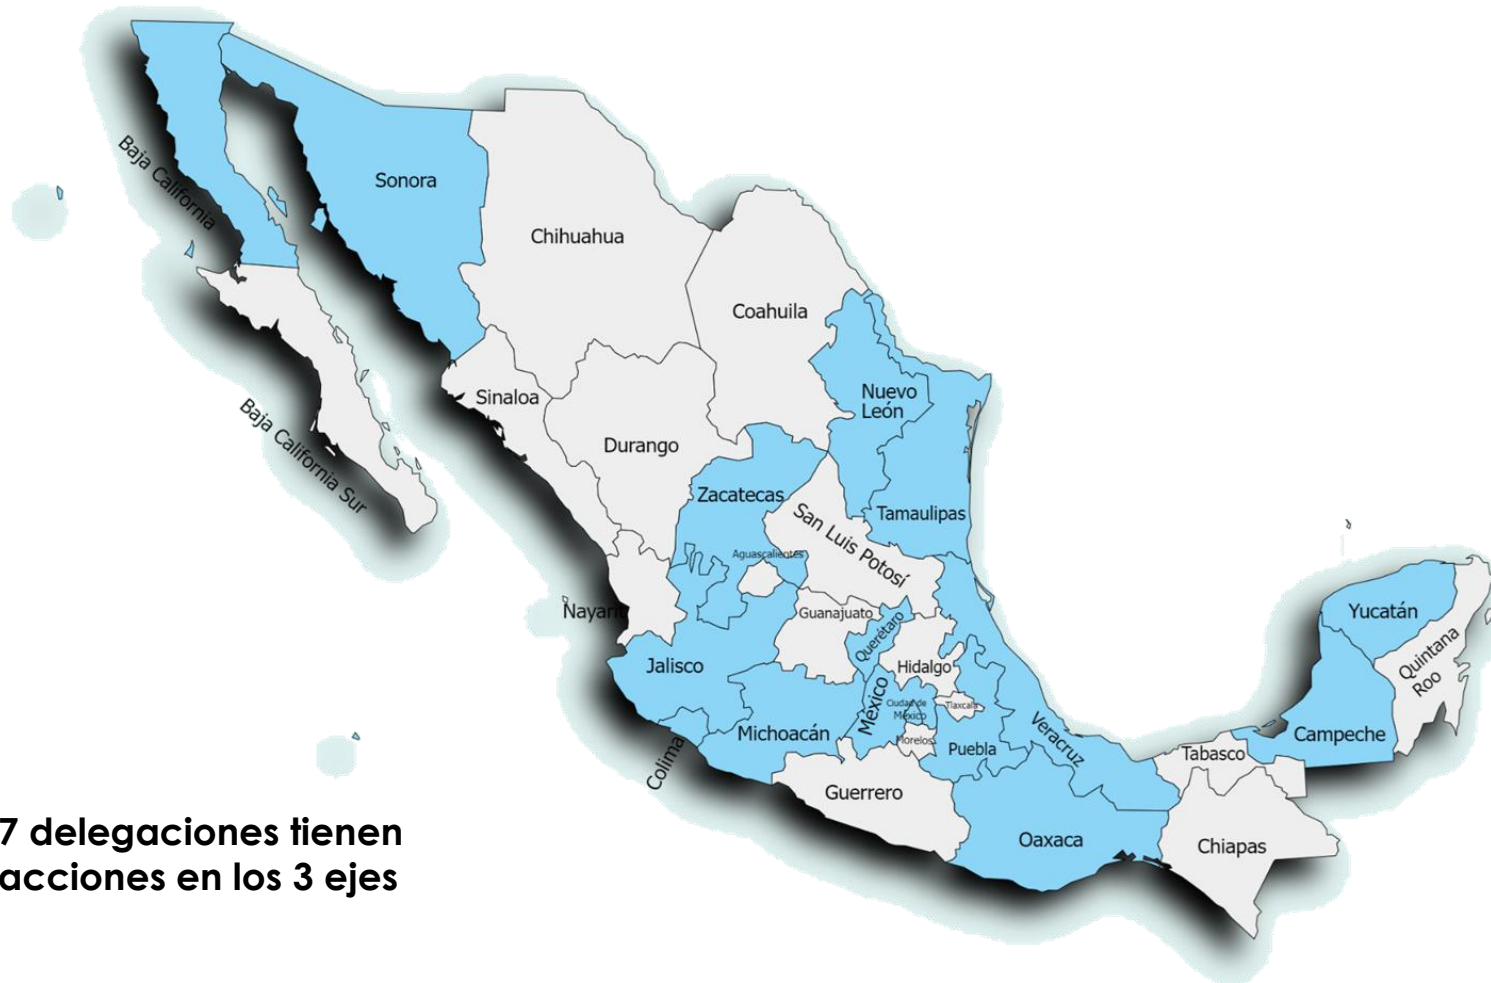 Baja California
Sonora
Chihuahua
Coahuila
Nuevo
León
Sinaloa
Durango
Baja California Sur
Zacatecas
Tamaulipas
San Luis Potosí
Aguascalientes
Nayarit
Guanajuato
Querétaro
Yucatán
Jalisco
Hidalgo
Quintana
Roo
México
Ciudad de
México
Tlaxcala
Michoacán
Morelos
Puebla
Veracruz
Campeche
Colima
Tabasco
Guerrero
Oaxaca
Chiapas
7 delegaciones tienen
acciones en los 3 ejes